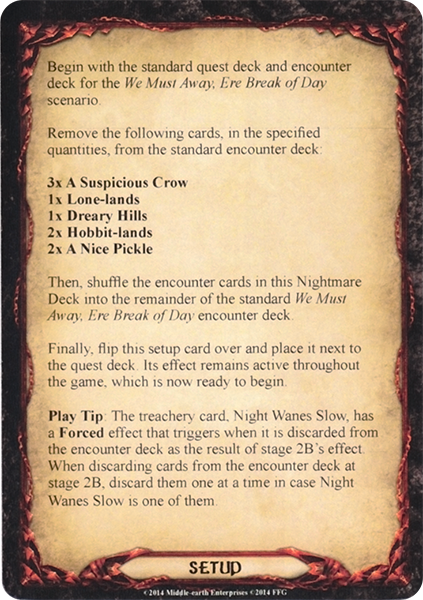 Begin with the standard quest deck and encounter
deck for the We Must Away, Ere Break of Day
scenario.
Remove the following cards, in the specified
quantities, from the standard encounter deck:
3x A Suspicious Crow
1x Lone-lands
1x Dreary Hills
2x Hobbit-lands
2x A Nice Pickle
Then, shuffle the encounter cards in this Nightmare
Deck into the remainder of the standard We Must
Away, Ere Break of Day encounter deck.
Finally, flip this setup card over and place it next to
the quest deck. Its effect remains active throughout
the game, which is now ready to begin.
Play Tip: The treachery card, Night Wanes Slow, has
a Forced effect that triggers when it is discarded from
the encounter deck as the result of stage 2B's effect.
When discarding cards from the encounter deck at
stage 2B, discard them one at a time in case Night
Wanes Slow is one of them.
SETUP
©2014 Middle-earth Enterprises ©2014 FFG